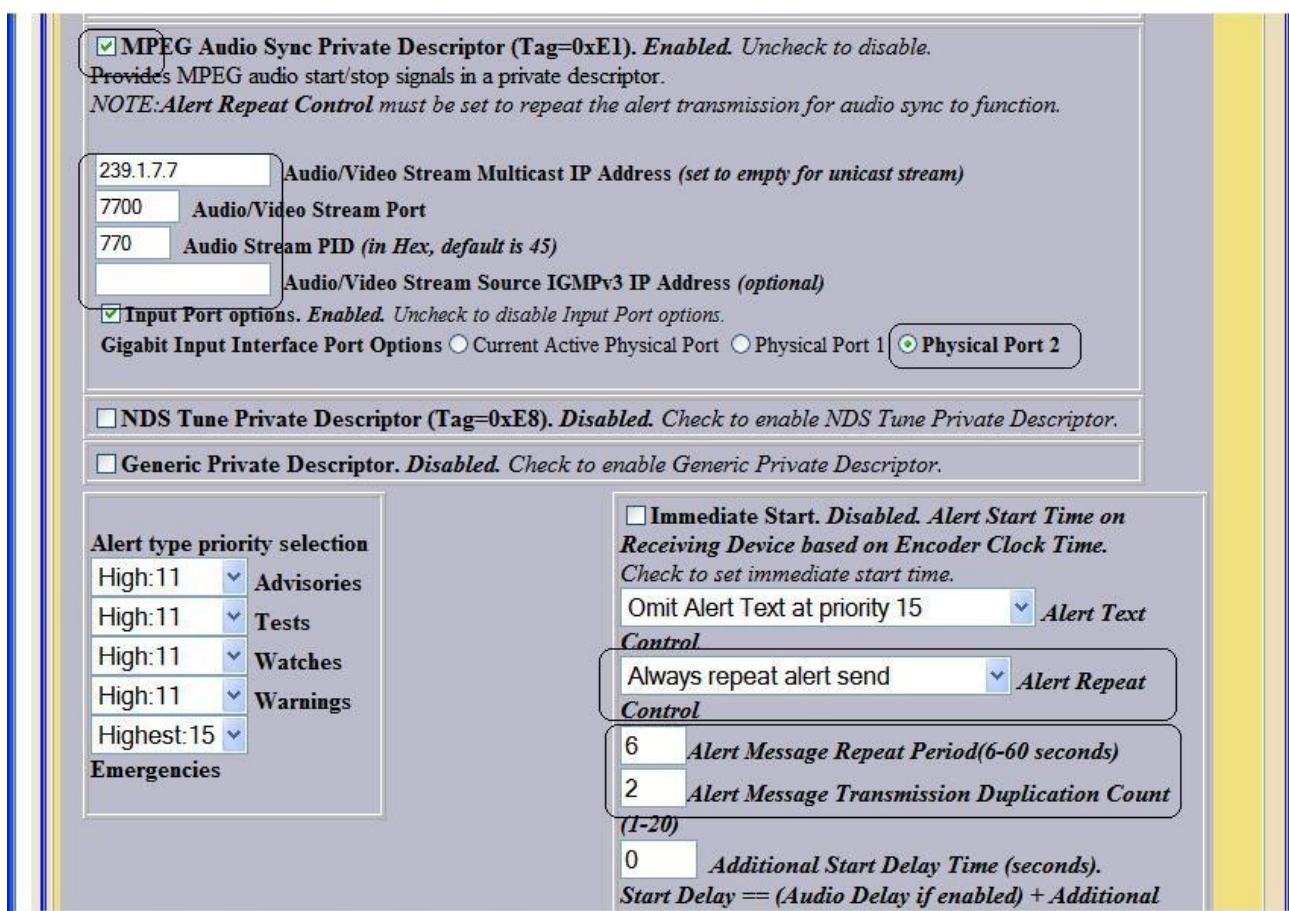 MPEG Audio Sync Private Descriptor (Tag=0xE1). Enabled. Uncheck to disable.
Provides MPEG audio start/stop signals in a private descriptor.
NOTE:Alert Repeat Control must be set to repeat the alert transmission for audio sync to function.
239.1.7.7 Audio/Video Stream Multicast IP Address (set to empty for unicast stream)
7700 Audio/Video Stream Port
770 Audio Stream PID (in Hex, default is 45)
Audio/Video Stream Source IGMPv3 IP Address (optional)
Input Port options. Enabled. Uncheck to disable Input Port options.
Gigabit Input Interface Port Options Current Active Physical Port Physical Port 1 Physical Port 2
NDS Tune Private Descriptor (Tag=0xE8). Disabled. Check to enable NDS Tune Private Descriptor.
Generic Private Descriptor. Disabled. Check to enable Generic Private Descriptor.
Alert type priority selection
High:11 Advisories
High:11 Tests
High:11 Watches
High:11 Warnings
Highest:15
Emergencies
Immediate Start. Disabled. Alert Start Time on
Receiving Device based on Encoder Clock Time.
Check to set immediate start time.
Omit Alert Text at priority 15 Alert Text
Control
Always repeat alert send Alert Repeat
Control
6 Alert Message Repeat Period(6-60 seconds)
2 Alert Message Transmission Duplication Count
(1-20)
0 Additional Start Delay Time (seconds).
Start Delay == (Audio Delay if enabled) + Additional